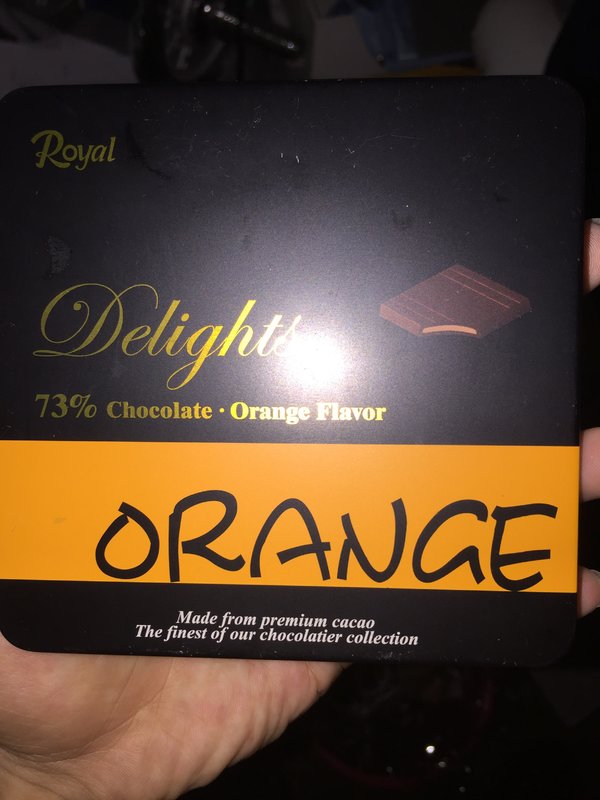 Royal
Delights
73% Chocolate · Orange Flavor
ORANGE
Made from premium cacao
The finest of our chocolatier collection